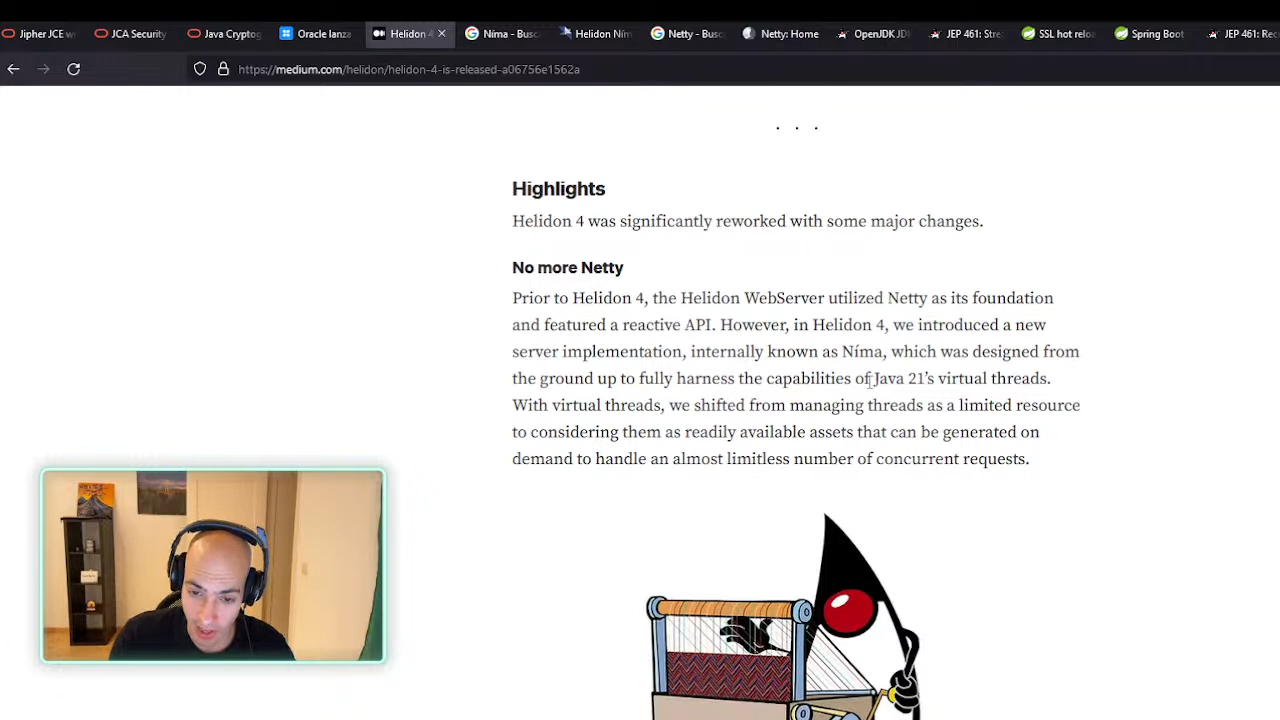 Jipher JCE w
JCA Security
Java Cryptog
Oracle lanza
Helidon 4
Níma - Busc
Helidon Ním
Netty - Busc
Netty: Home
OpenJDK JD
JEP 461: Stre
SSL hot relo
Spring Boot
JEP 461: Rec
https://medium.com/helidon/helidon-4-is-released-a06756e1562a
. . .
Highlights
Helidon 4 was significantly reworked with some major changes.
No more Netty
Prior to Helidon 4, the Helidon WebServer utilized Netty as its foundation
and featured a reactive API. However, in Helidon 4, we introduced a new
server implementation, internally known as Níma, which was designed from
the ground up to fully harness the capabilities of Java 21’s virtual threads.
With virtual threads, we shifted from managing threads as a limited resource
to considering them as readily available assets that can be generated on
demand to handle an almost limitless number of concurrent requests.